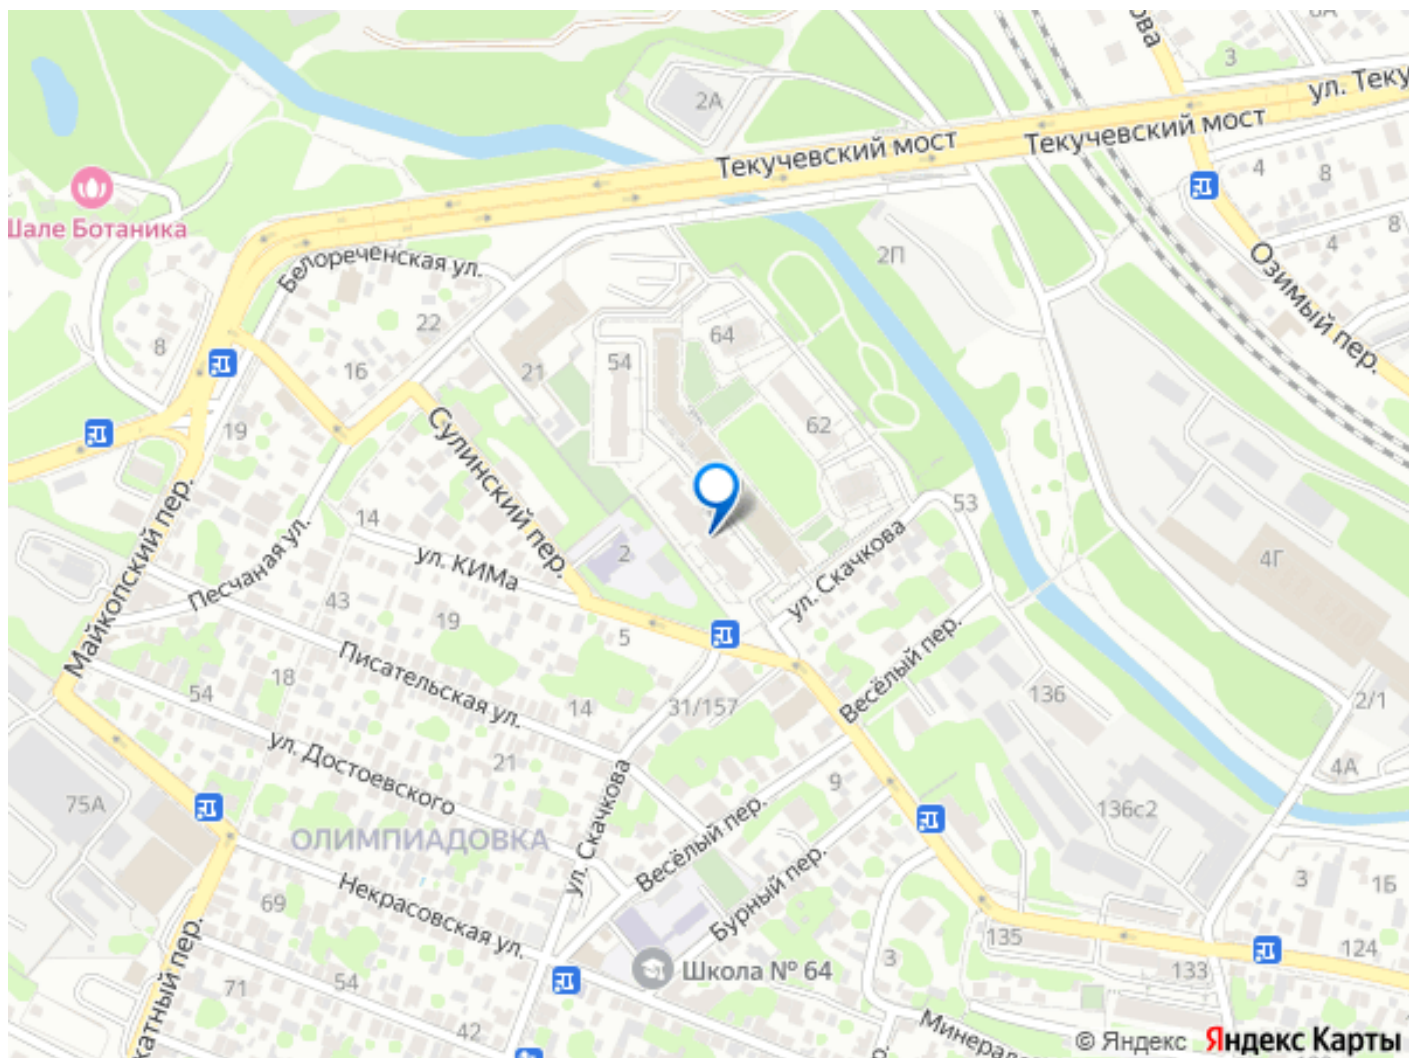 3
2А
ул. Теку
Текучевский мост
Текучевский мост
4
8
Шале Ботаника
2П
8
4
Белореченская ул.
Озимый пер.
22
64
8
54
16
21
62
19
Сулинский пер.
53
14
ул. КИМа
2
ул. Скачкова
4Г
Майкопский пер.
Песчаная ул.
43
19
5
Весёлый пер.
Писательская ул.
18
54
14
31/157
136
2/1
ул. Достоевского
21
4А
75А
9
136с2
ОЛИМПИАДОВКА
ул. Скачкова
Весёлый пер.
Бурный пер.
3
1Б
Некрасовская ул.
69
135
124
54
Школа № 64
3
133
71
42
Минерал
© Яндекс
Яндекс Карты